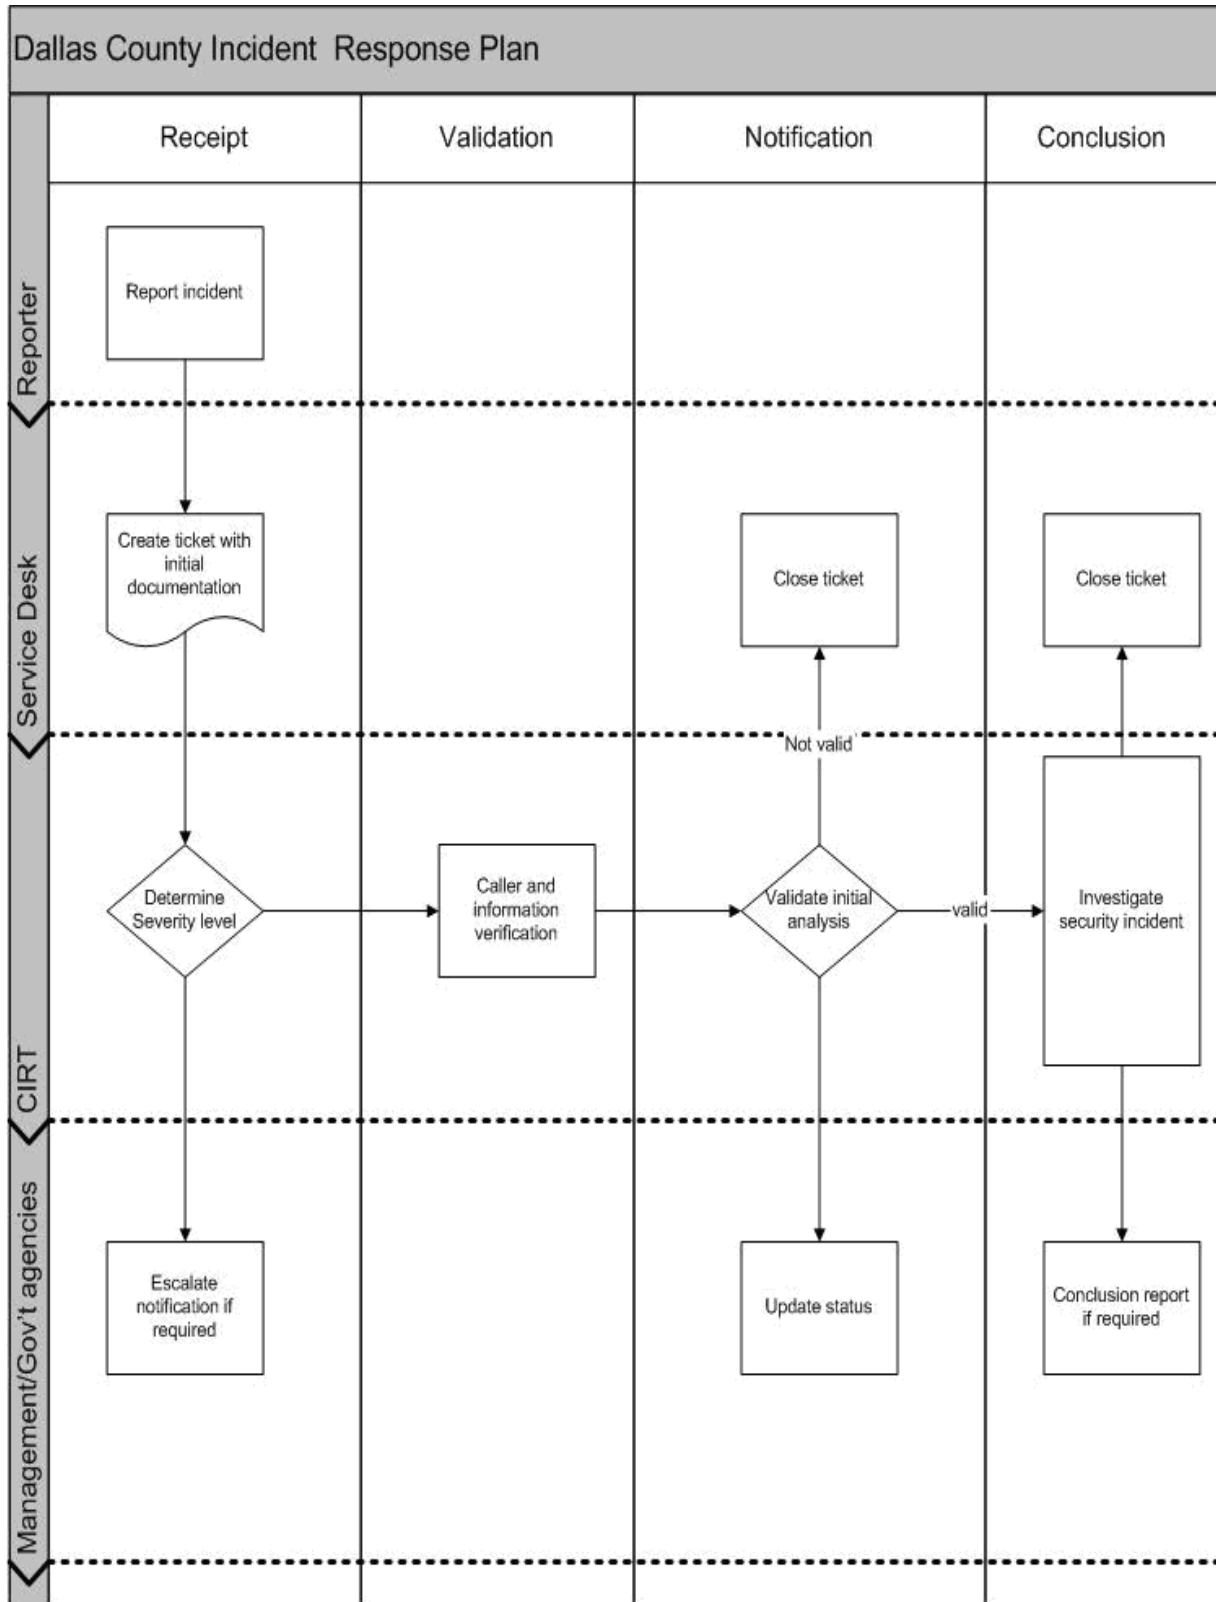 Dallas County Incident Response Plan
Receipt
Validation
Notification
Conclusion
Reporter
Report incident
Service Desk
Create ticket with
initial
documentation
Close ticket
Close ticket
Not valid
CIRT
Determine
Severity level
Caller and
information
verification
Validate initial
analysis
valid
Investigate
security incident
Management/Gov't agencies
Escalate
notification if
required
Update status
Conclusion report
if required